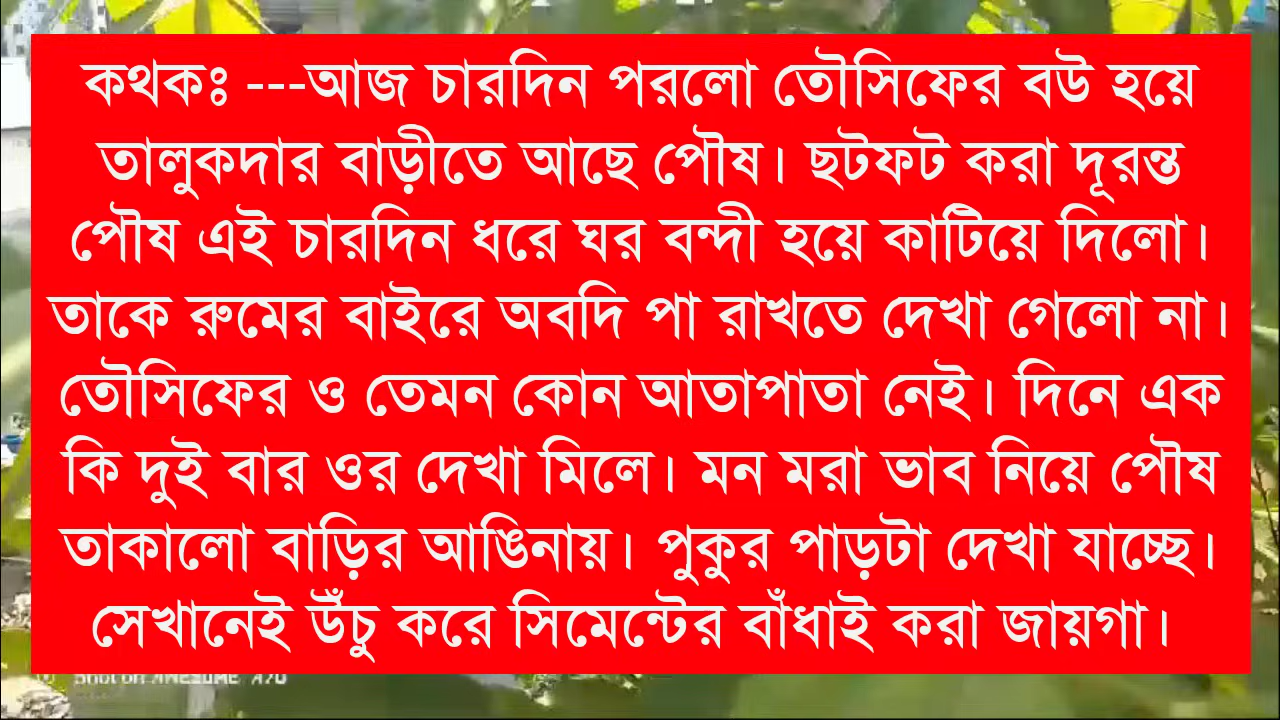 কথকঃ ---আজ চারদিন পরলো তৌসিফের বউ হয়ে
তালুকদার বাড়ীতে আছে পৌষ। ছটফট করা দূরন্ত
পৌষ এই চারদিন ধরে ঘর বন্দী হয়ে কাটিয়ে দিলো।
তাকে রুমের বাইরে অবদি পা রাখতে দেখা গেলো না।
তৌসিফের ও তেমন কোন আতাপাতা নেই। দিনে এক
কি দুই বার ওর দেখা মিলে। মন মরা ভাব নিয়ে পৌষ
তাকালো বাড়ির আঙিনায়। পুকুর পাড়টা দেখা যাচ্ছে।
সেখানেই উঁচু করে সিমেন্টের বাঁধাই করা জায়গা।